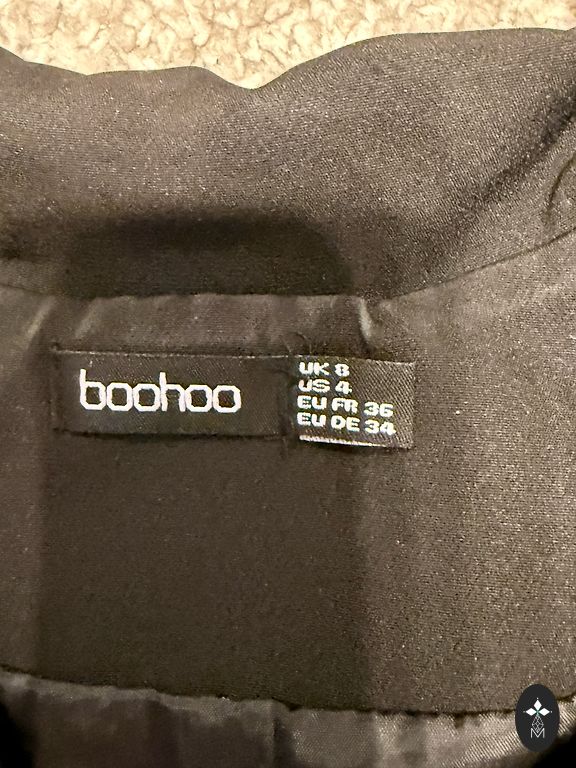 boohoo
UK 8
US 4
EU FR 36
EU DE 34
M